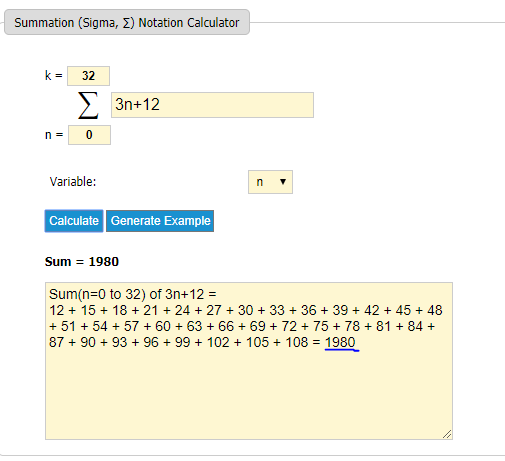 Summation (Sigma, Σ) Notation Calculator
k = 32
∑ 3n+12
n = 0
Variable: n ▼
Calculate Generate Example
Sum = 1980
Sum(n=0 to 32) of 3n+12 =
12 + 15 + 18 + 21 + 24 + 27 + 30 + 33 + 36 + 39 + 42 + 45 + 48
+ 51 + 54 + 57 + 60 + 63 + 66 + 69 + 72 + 75 + 78 + 81 + 84 +
87 + 90 + 93 + 96 + 99 + 102 + 105 + 108 = 1980